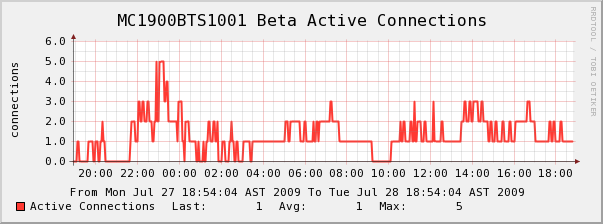 MC1900BTS1001 Beta Active Connections
RRDTOOL / TOBI OETIKER
connections
6.0
5.0
4.0
3.0
2.0
1.0
0.0
20:00 22:00 00:00 02:00 04:00 06:00 08:00 10:00 12:00 14:00 16:00 18:00
From Mon Jul 27 18:54:04 AST 2009 To Tue Jul 28 18:54:04 AST 2009
Active Connections Last: 1 Avg: 1 Max: 5